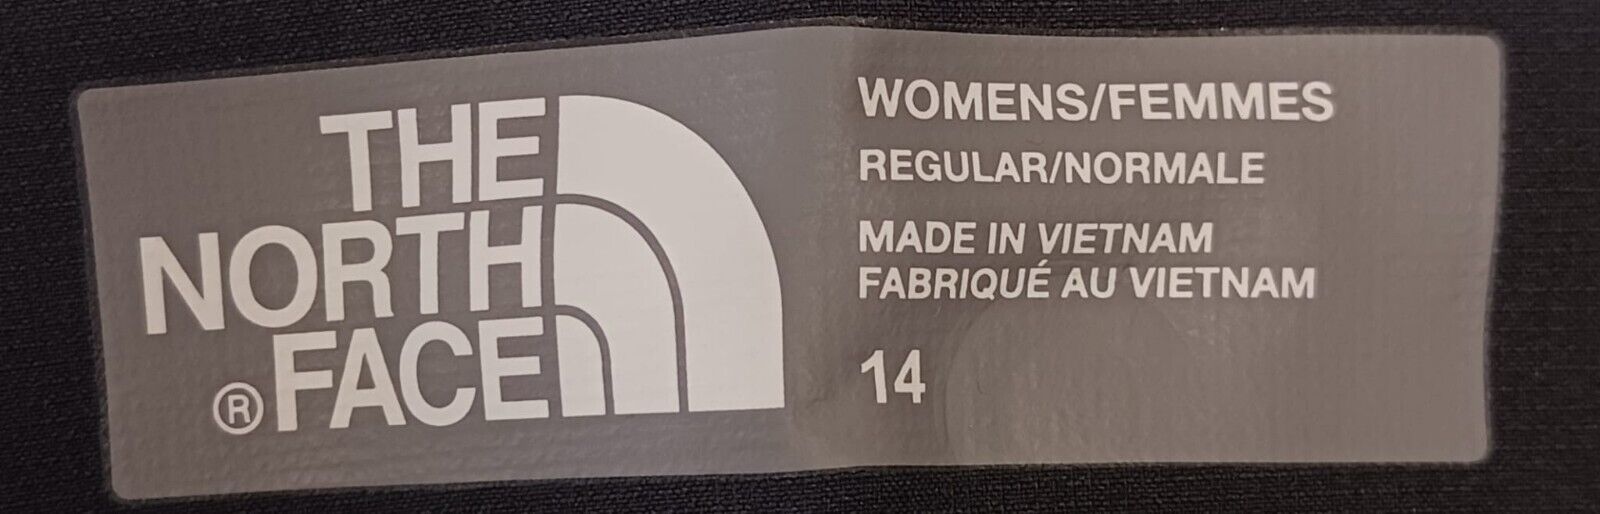 THE
NORTH
® FACE
WOMENS/FEMMES
REGULAR/NORMALE
MADE IN VIETNAM
FABRIQUÉ AU VIETNAM
14